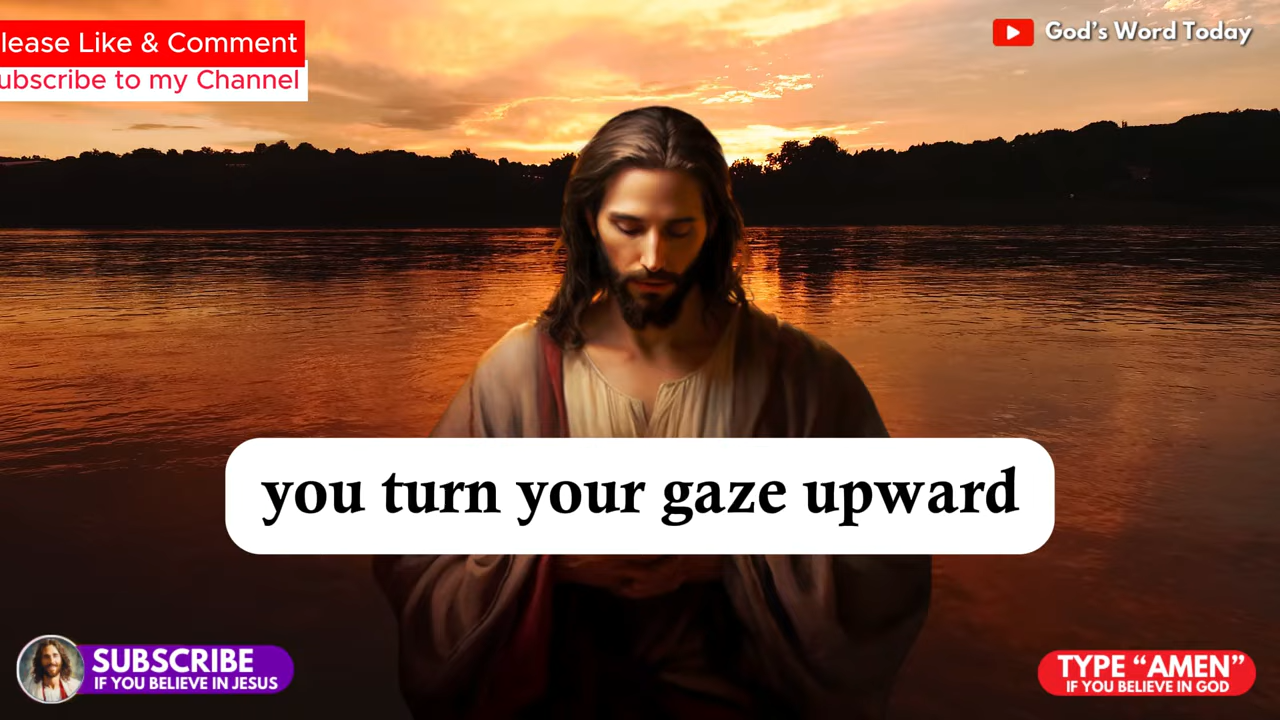 lease Like & Comment
ubscribe to my Channel
God's Word Today
you turn your gaze upward
SUBSCRIBE
IF YOU BELIEVE IN JESUS
TYPE “AMEN”
IF YOU BELIEVE IN GOD